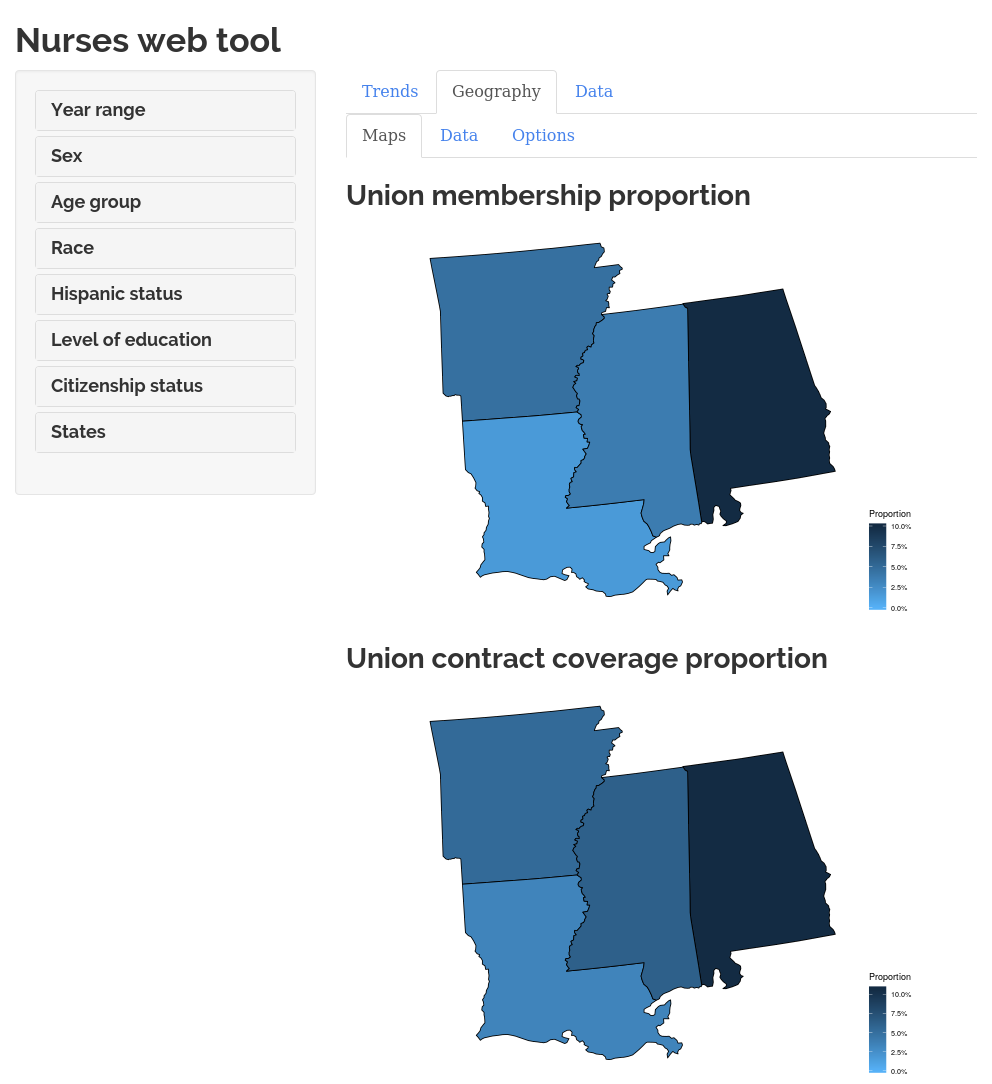 Nurses web tool
Year range
Sex
Age group
Race
Hispanic status
Level of education
Citizenship status
States
Trends Geography Data
Maps Data Options
Union membership proportion
Proportion
10.0%
7.5%
5.0%
2.5%
0.0%
Union contract coverage proportion
Proportion
10.0%
7.5%
5.0%
2.5%
0.0%